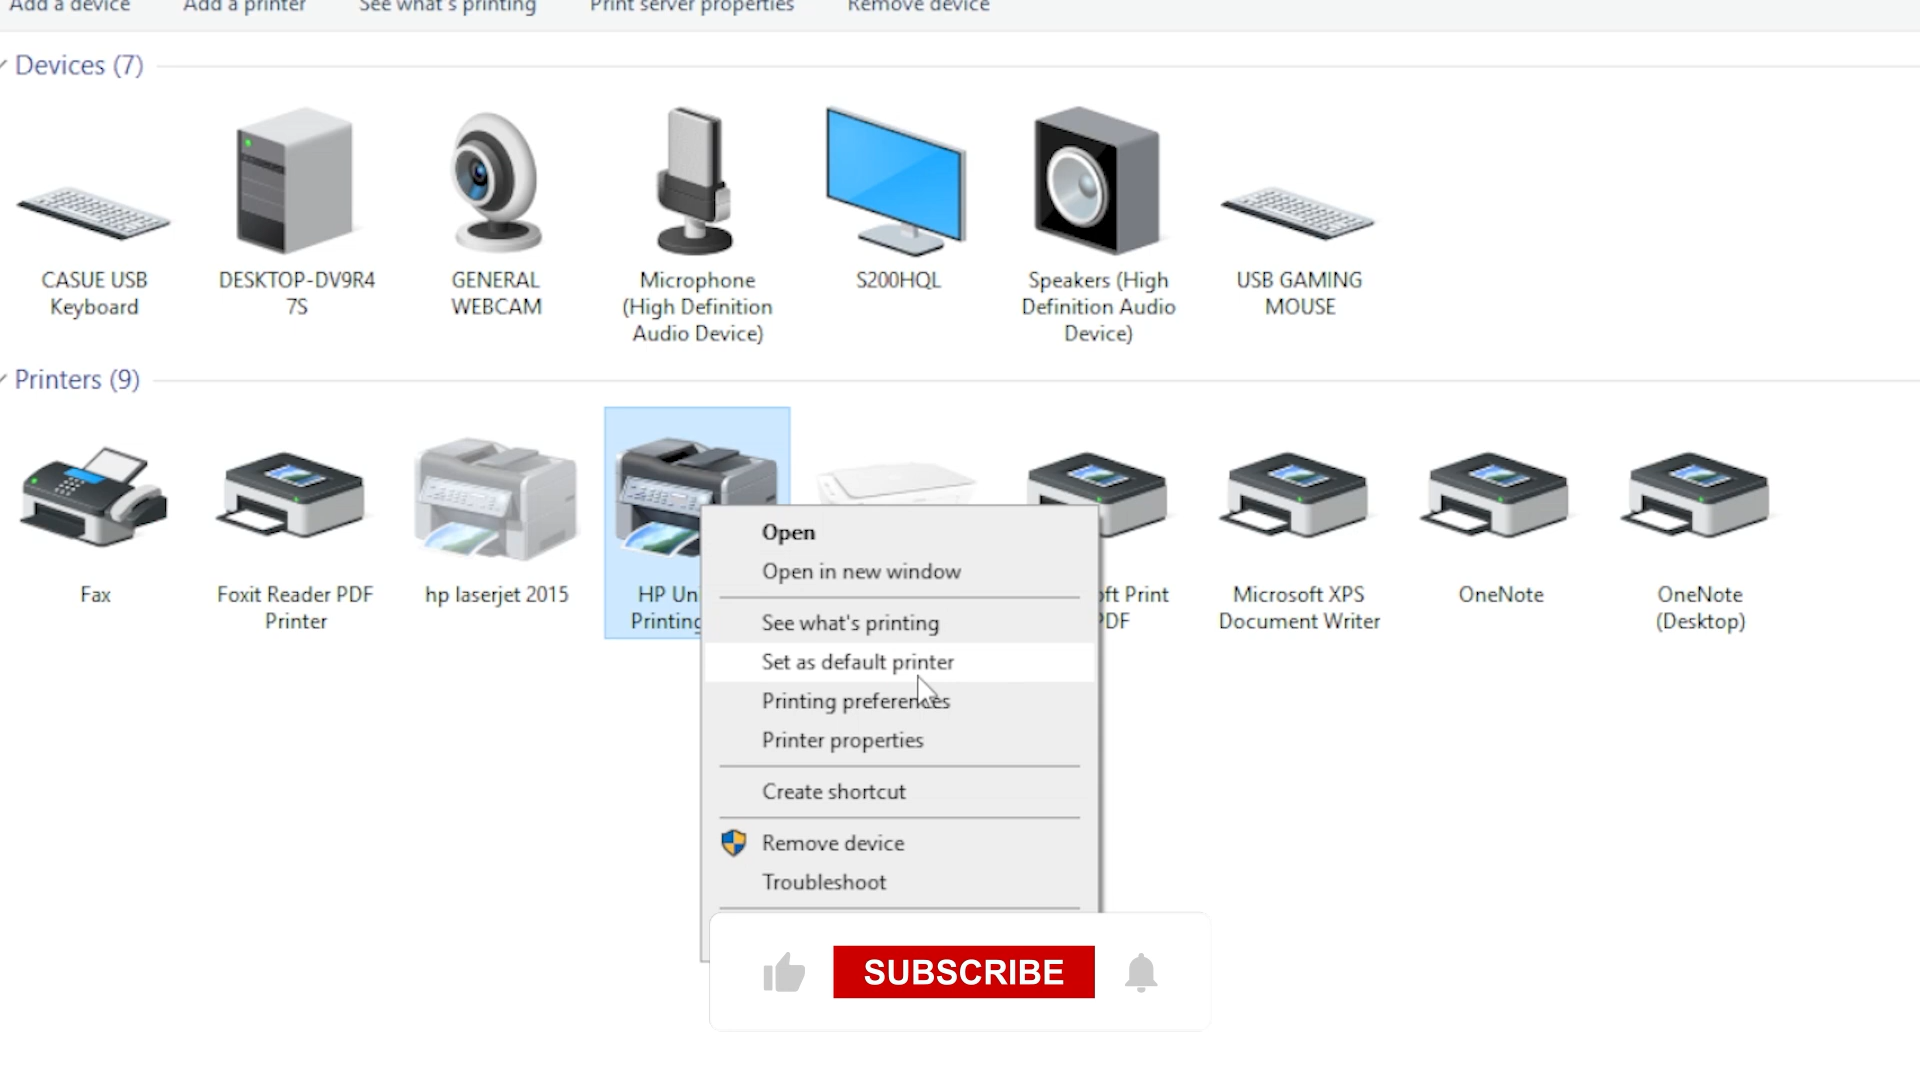 Add a device Add a printer See what's printing Print server properties Remove device
Devices (7)
CASUE USB
Keyboard
DESKTOP-DV9R4
7S
GENERAL
WEBCAM
Microphone
(High Definition
Audio Device)
S200HQL
Speakers (High
Definition Audio
Device)
USB GAMING
MOUSE
Printers (9)
Fax
Foxit Reader PDF
Printer
hp laserjet 2015
HP Un
Printing
oft Print
PDF
Microsoft XPS
Document Writer
OneNote
OneNote
(Desktop)
Open
Open in new window
See what's printing
Set as default printer
Printing preferences
Printer properties
Create shortcut
Remove device
Troubleshoot
SUBSCRIBE